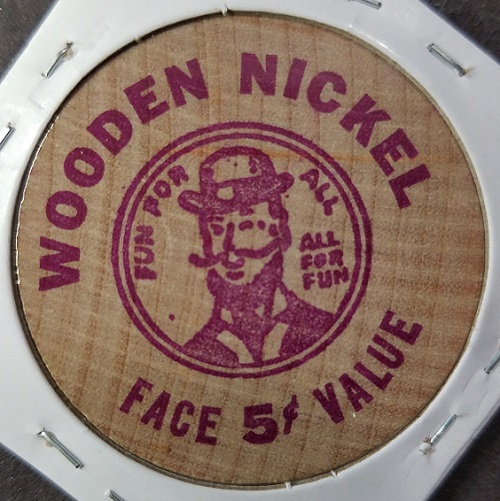 WOODEN NICKEL
FUN FOR ALL
ALL
FOR
FUN
FACE 5¢ VALUE